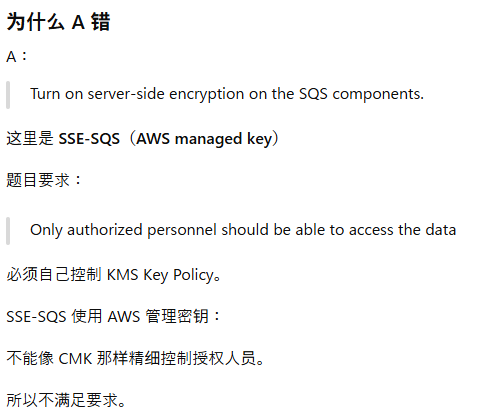 为什么 A 错
A：
Turn on server-side encryption on the SQS components.
这里是 SSE-SQS（AWS managed key）
题目要求：
Only authorized personnel should be able to access the data
必须自己控制 KMS Key Policy。
SSE-SQS 使用 AWS 管理密钥：
不能像 CMK 那样精细控制授权人员。
所以不满足要求。